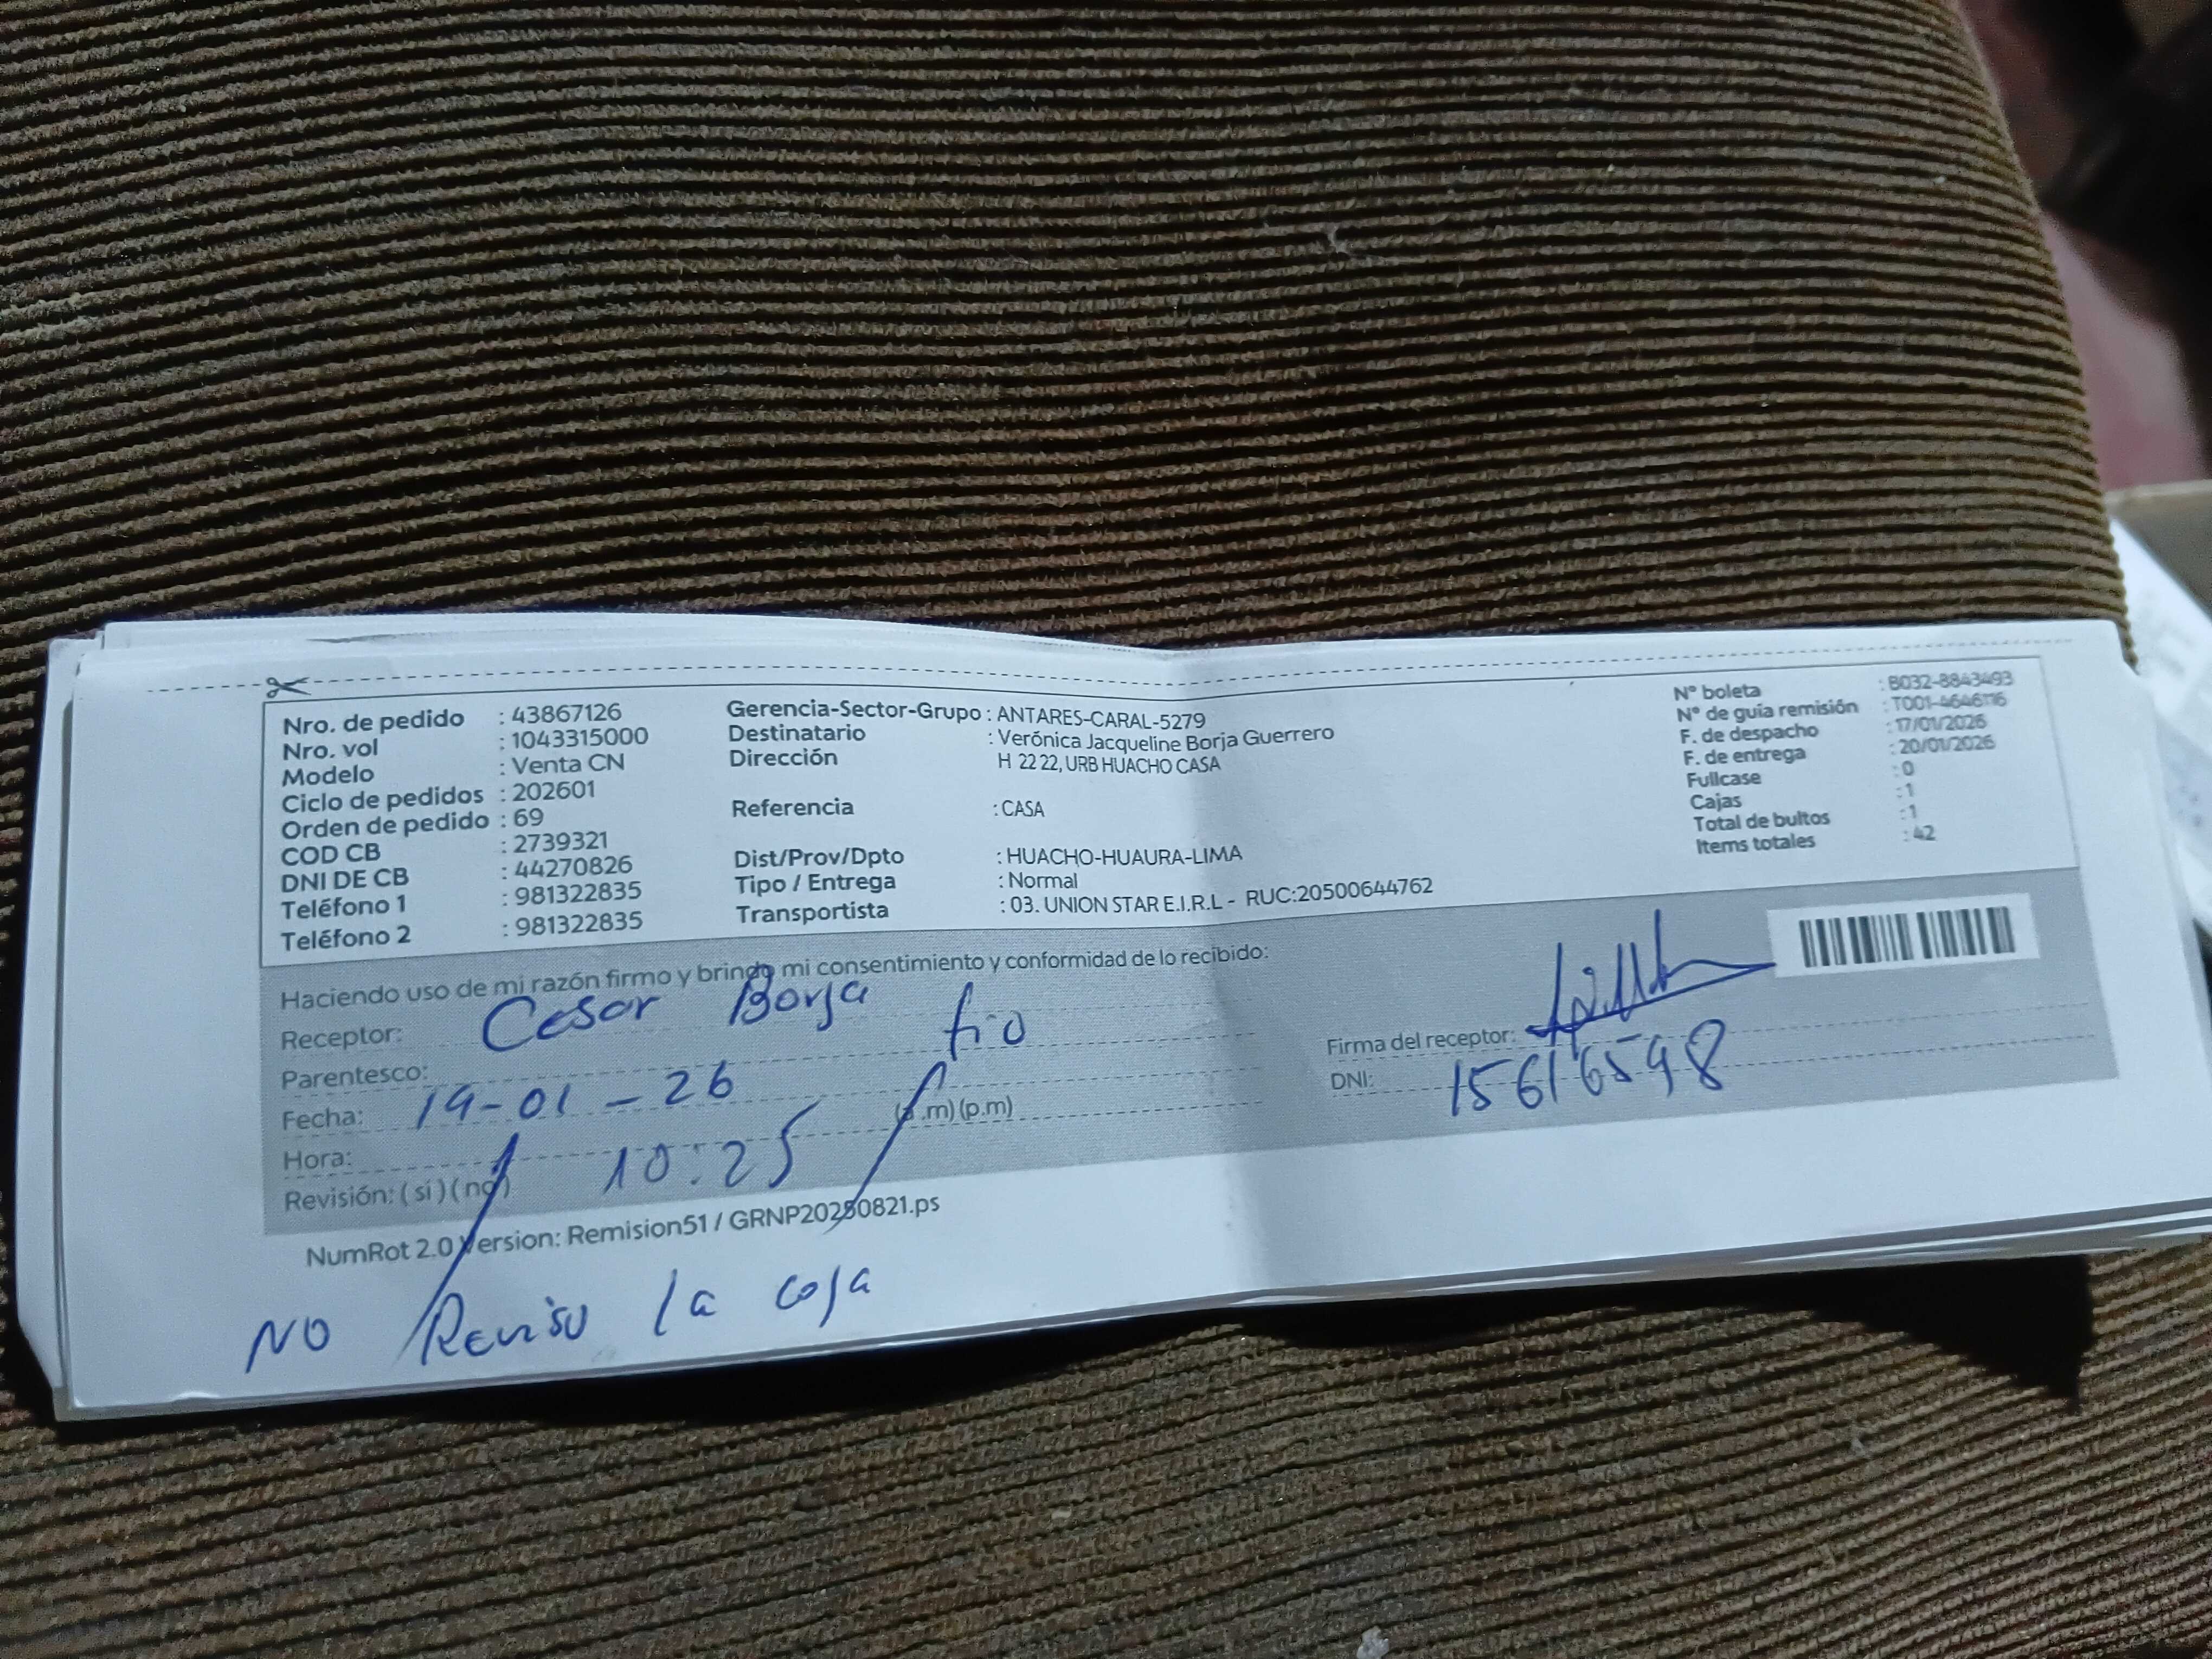 Nro. de pedido : 43867126
Nro. vol : 1043315000
Modelo : Venta CN
Ciclo de pedidos : 202601
Orden de pedido : 69
COD CB : 2739321
DNI DE CB : 44270826
Teléfono 1 : 981322835
Teléfono 2 : 981322835
Gerencia-Sector-Grupo : ANTARES-CARAL-5279
Destinatario : Verónica Jacqueline Borja Guerrero
Dirección H 22 22, URB HUACHO CASA
Referencia : CASA
Dist/Prov/Dpto : HUACHO-HUAURA-LIMA
Tipo / Entrega : Normal
Transportista : 03. UNION STAR E.I.R.L - RUC:20500644762
N° boleta : B032-8843493
N° de guía remisión : T001-4646116
F. de despacho : 17/01/2026
F. de entrega : 20/01/2026
Fullcase : 0
Cajas : 1
Total de bultos : 1
Items totales : 42
Haciendo uso de mi razón firmo y brindo mi consentimiento y conformidad de lo recibido:
Receptor: Cesar Borja
Parentesco: tio
Fecha: 19-01-26
Hora: 10:25 (a.m) (p.m)
Revisión: (si) (no)
Firma del receptor:
DNI: 15616598
NumRot 2.0 Version: Remision51 / GRNP20250821.ps
NO Reviso la caja